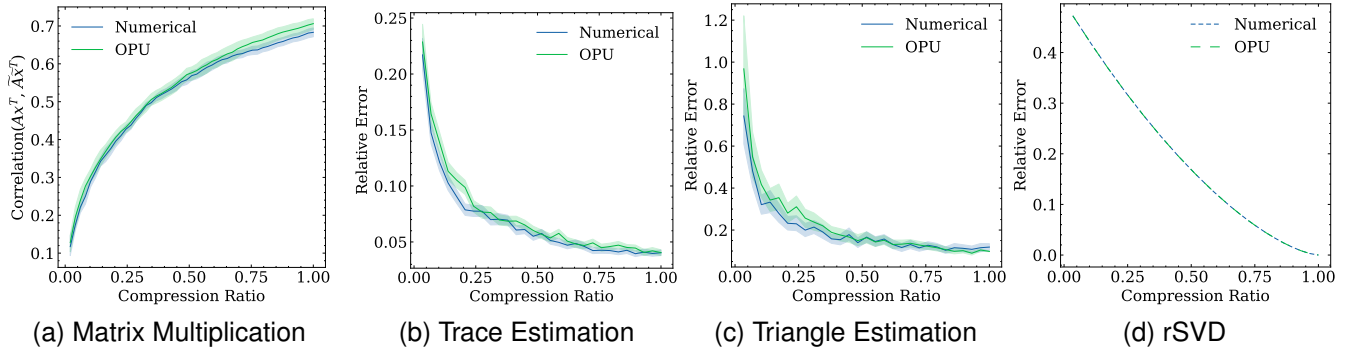 Correlation(Ax^T, Ãx̃^T)
0.7
0.6
0.5
0.4
0.3
0.2
0.1
Numerical
OPU
0.00 0.25 0.50 0.75 1.00
Compression Ratio
(a) Matrix Multiplication
Relative Error
0.25
0.20
0.15
0.10
0.05
Numerical
OPU
0.00 0.25 0.50 0.75 1.00
Compression Ratio
(b) Trace Estimation
Relative Error
1.2
1.0
0.8
0.6
0.4
0.2
Numerical
OPU
0.00 0.25 0.50 0.75 1.00
Compression Ratio
(c) Triangle Estimation
Relative Error
0.4
0.3
0.2
0.1
0.0
Numerical
OPU
0.00 0.25 0.50 0.75 1.00
Compression Ratio
(d) rSVD